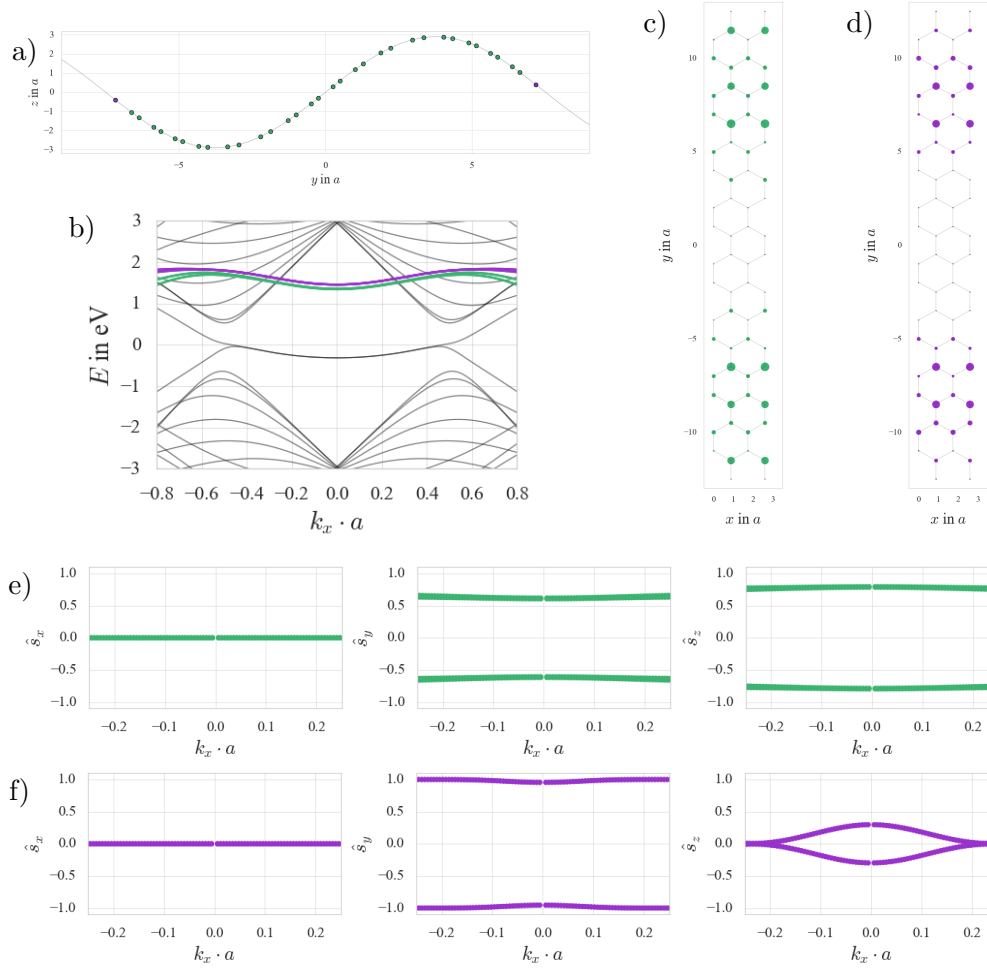 a)
z in a
3
2
1
0
−1
−2
−3
−5
0
5
y in a
b)
E in eV
3
2
1
0
−1
−2
−3
−0.8
−0.6
−0.4
−0.2
0.0
0.2
0.4
0.6
0.8
k_x · a
c)
y in a
10
5
0
−5
−10
0 1 2 3
x in a
d)
y in a
10
5
0
−5
−10
0 1 2 3
x in a
e)
ŝ_x
1.0
0.5
0.0
−0.5
−1.0
−0.2 −0.1 0.0 0.1 0.2
k_x · a
ŝ_y
1.0
0.5
0.0
−0.5
−1.0
−0.2 −0.1 0.0 0.1 0.2
k_x · a
ŝ_z
1.0
0.5
0.0
−0.5
−1.0
−0.2 −0.1 0.0 0.1 0.2
k_x · a
f)
ŝ_x
1.0
0.5
0.0
−0.5
−1.0
−0.2 −0.1 0.0 0.1 0.2
k_x · a
ŝ_y
1.0
0.5
0.0
−0.5
−1.0
−0.2 −0.1 0.0 0.1 0.2
k_x · a
ŝ_z
1.0
0.5
0.0
−0.5
−1.0
−0.2 −0.1 0.0 0.1 0.2
k_x · a